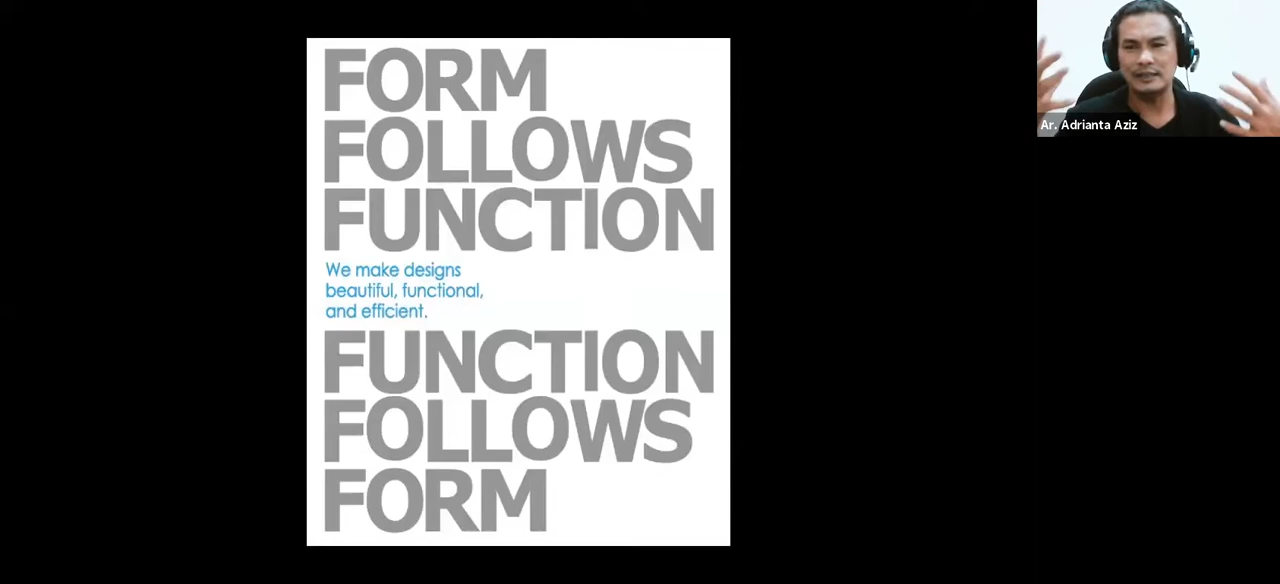 FORM
FOLLOWS
FUNCTION
We make designs
beautiful, functional,
and efficient.
FUNCTION
FOLLOWS
FORM
Ar. Adrianta Aziz